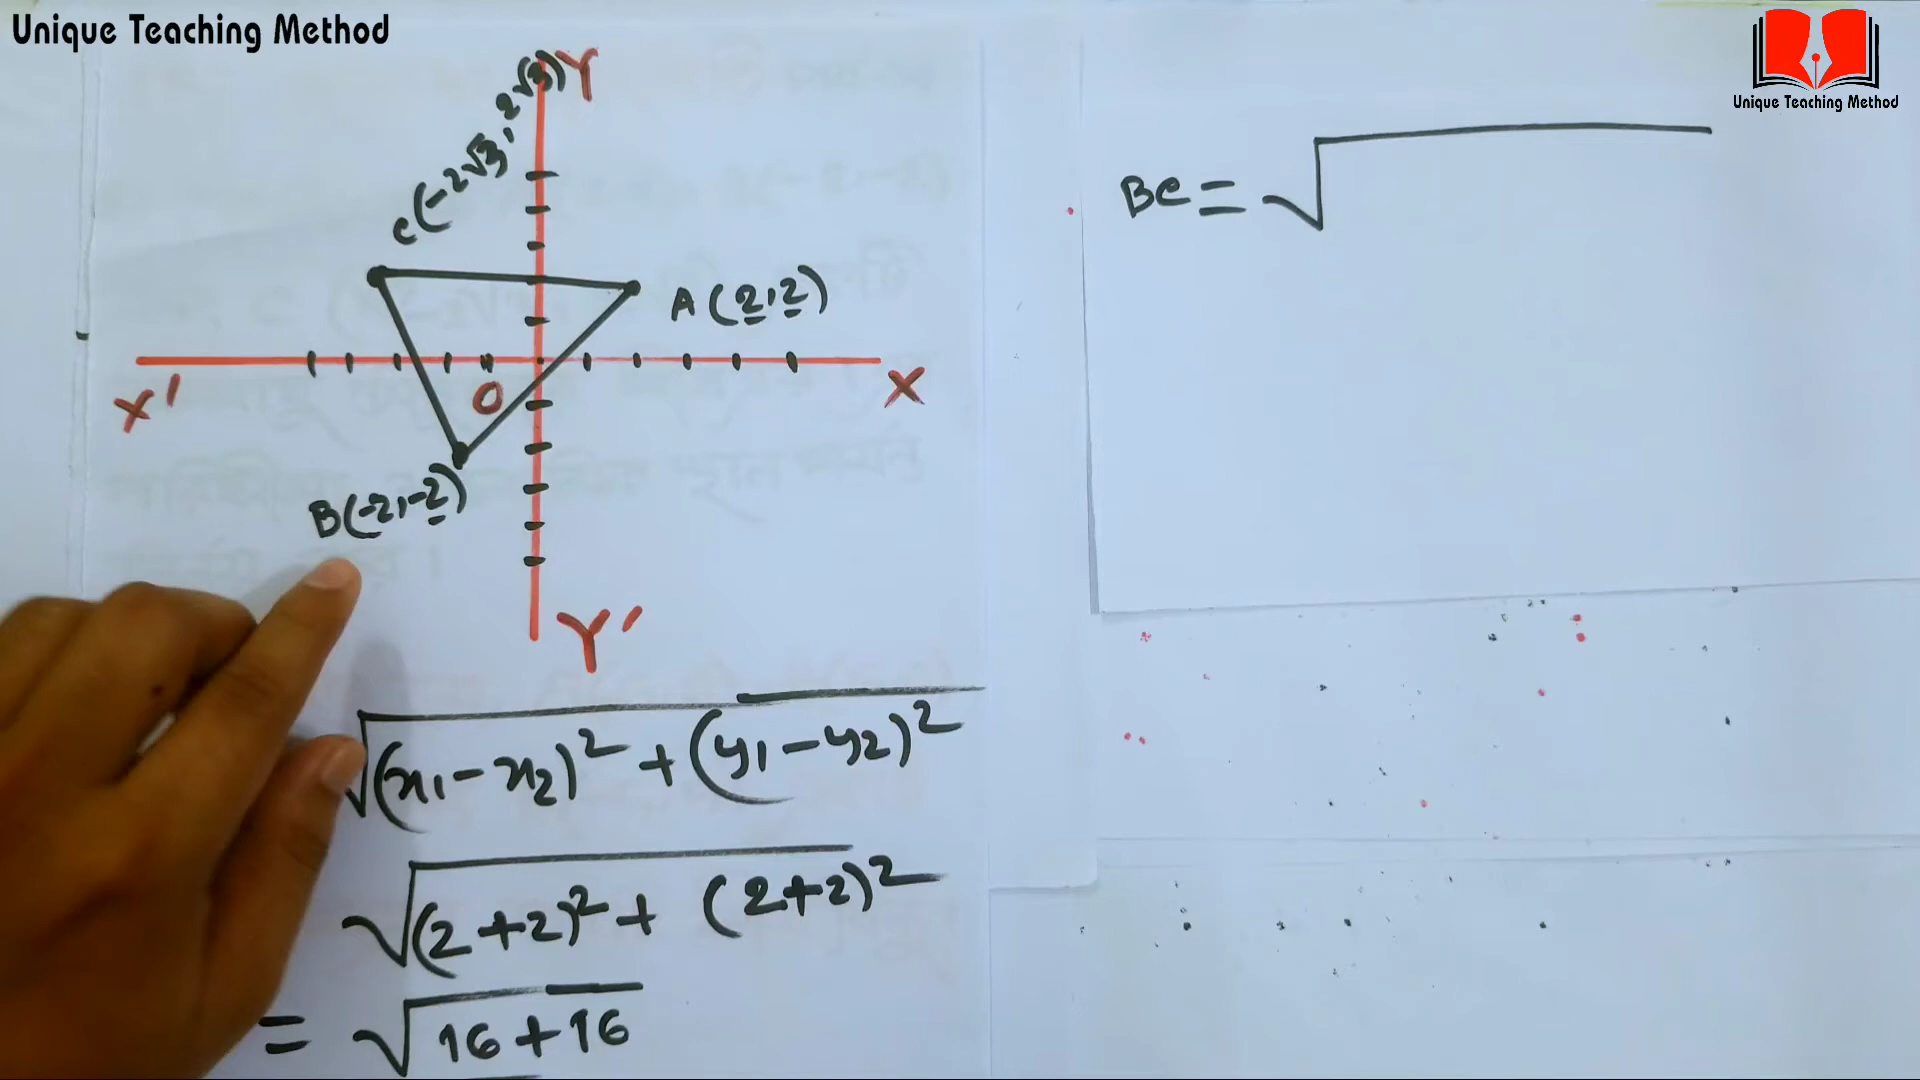 Unique Teaching Method
Unique Teaching Method
Y
C(-2√3, 2√3)
A (2,2)
X'
O
X
B(-2,-2)
Y'
√(x₁-x₂)² + (y₁-y₂)²
√(2+2)² + (2+2)²
= √16+16
BC = √